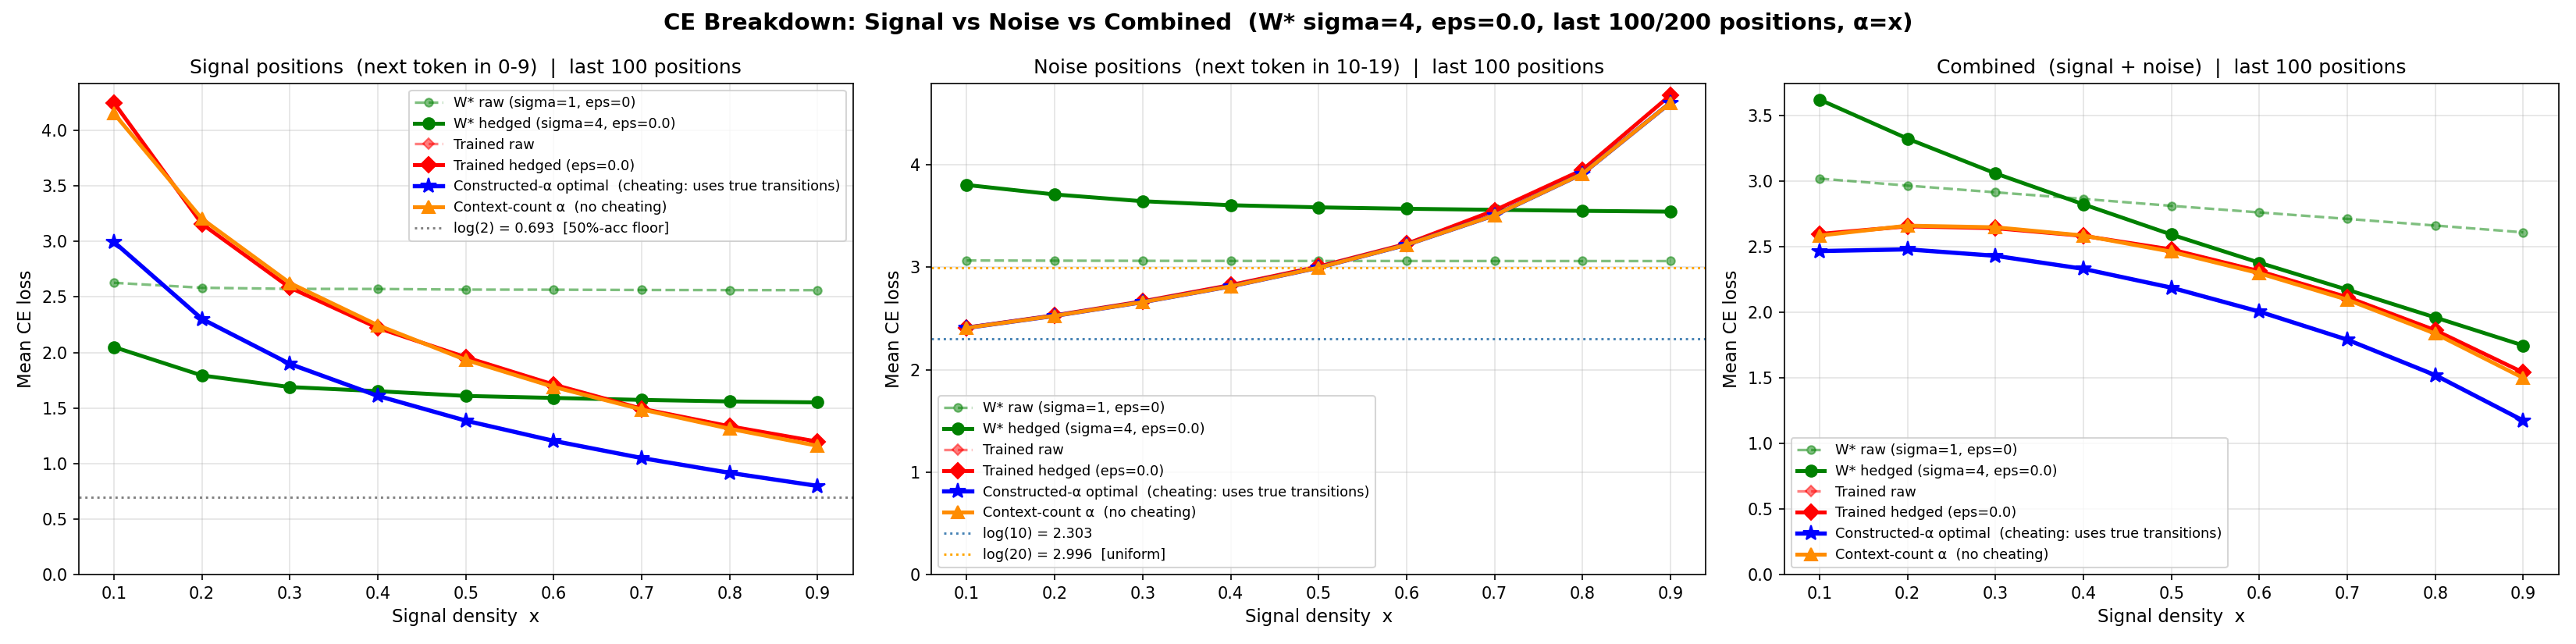 CE Breakdown: Signal vs Noise vs Combined  (W* sigma=4, eps=0.0, last 100/200 positions, α=x)
Signal positions  (next token in 0-9)  |  last 100 positions
Mean CE loss
4.0
3.5
3.0
2.5
2.0
1.5
1.0
0.5
0.0
W* raw (sigma=1, eps=0)
W* hedged (sigma=4, eps=0.0)
Trained raw
Trained hedged (eps=0.0)
Constructed-α optimal  (cheating: uses true transitions)
Context-count α  (no cheating)
log(2) = 0.693  [50%-acc floor]
0.1 0.2 0.3 0.4 0.5 0.6 0.7 0.8 0.9
Signal density  x
Noise positions  (next token in 10-19)  |  last 100 positions
Mean CE loss
4
3
2
1
0
W* raw (sigma=1, eps=0)
W* hedged (sigma=4, eps=0.0)
Trained raw
Trained hedged (eps=0.0)
Constructed-α optimal  (cheating: uses true transitions)
Context-count α  (no cheating)
log(10) = 2.303
log(20) = 2.996  [uniform]
0.1 0.2 0.3 0.4 0.5 0.6 0.7 0.8 0.9
Signal density  x
Combined  (signal + noise)  |  last 100 positions
Mean CE loss
3.5
3.0
2.5
2.0
1.5
1.0
0.5
0.0
W* raw (sigma=1, eps=0)
W* hedged (sigma=4, eps=0.0)
Trained raw
Trained hedged (eps=0.0)
Constructed-α optimal  (cheating: uses true transitions)
Context-count α  (no cheating)
0.1 0.2 0.3 0.4 0.5 0.6 0.7 0.8 0.9
Signal density  x